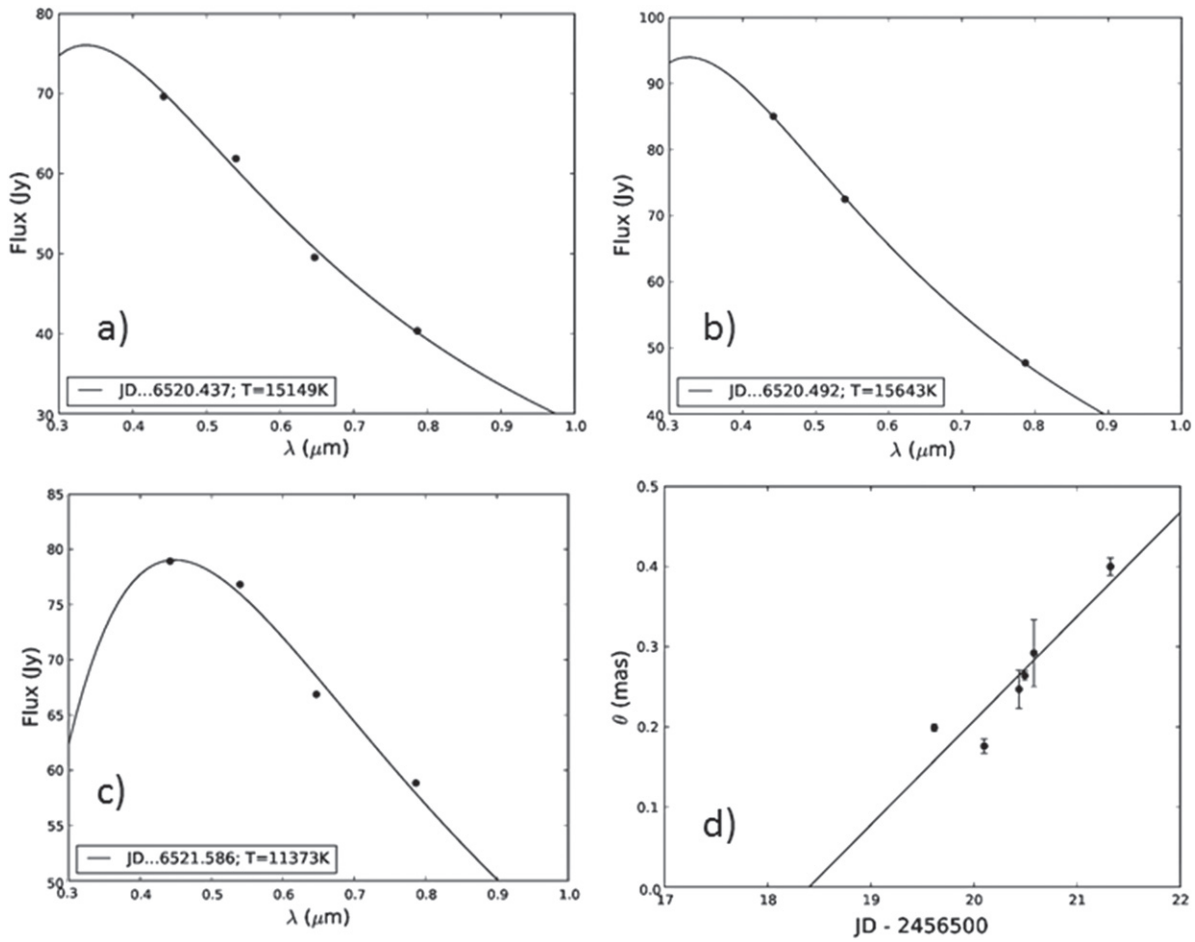 80
70
60
50
40
30
Flux (Jy)
a)
JD...6520.437; T=15149K
0.3 0.4 0.5 0.6 0.7 0.8 0.9 1.0
λ (μm)
100
90
80
70
60
50
40
Flux (Jy)
b)
JD...6520.492; T=15643K
0.3 0.4 0.5 0.6 0.7 0.8 0.9 1.0
λ (μm)
85
80
75
70
65
60
55
50
Flux (Jy)
c)
JD...6521.586; T=11373K
0.3 0.4 0.5 0.6 0.7 0.8 0.9 1.0
λ (μm)
0.5
0.4
0.3
0.2
0.1
0.0
θ (mas)
d)
17 18 19 20 21 22
JD - 2456500